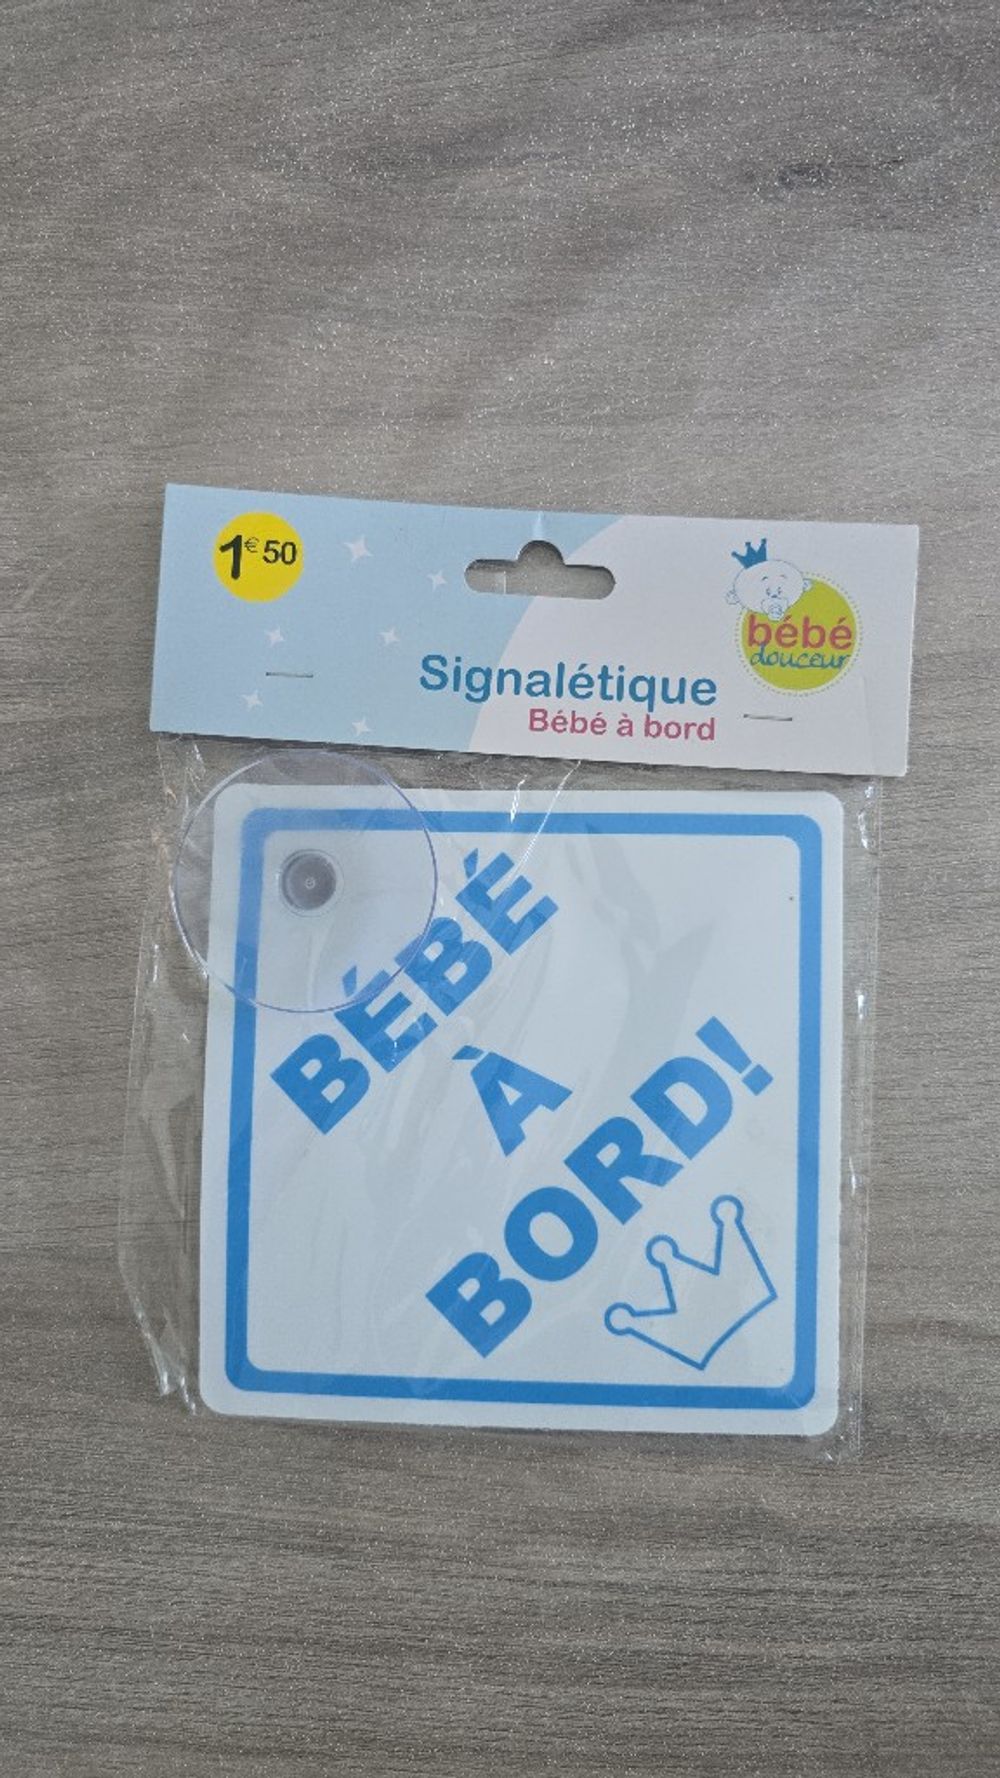 1€50
bébé
douceur
Signalétique
Bébé à bord
BÉBÉ
À
BORD!